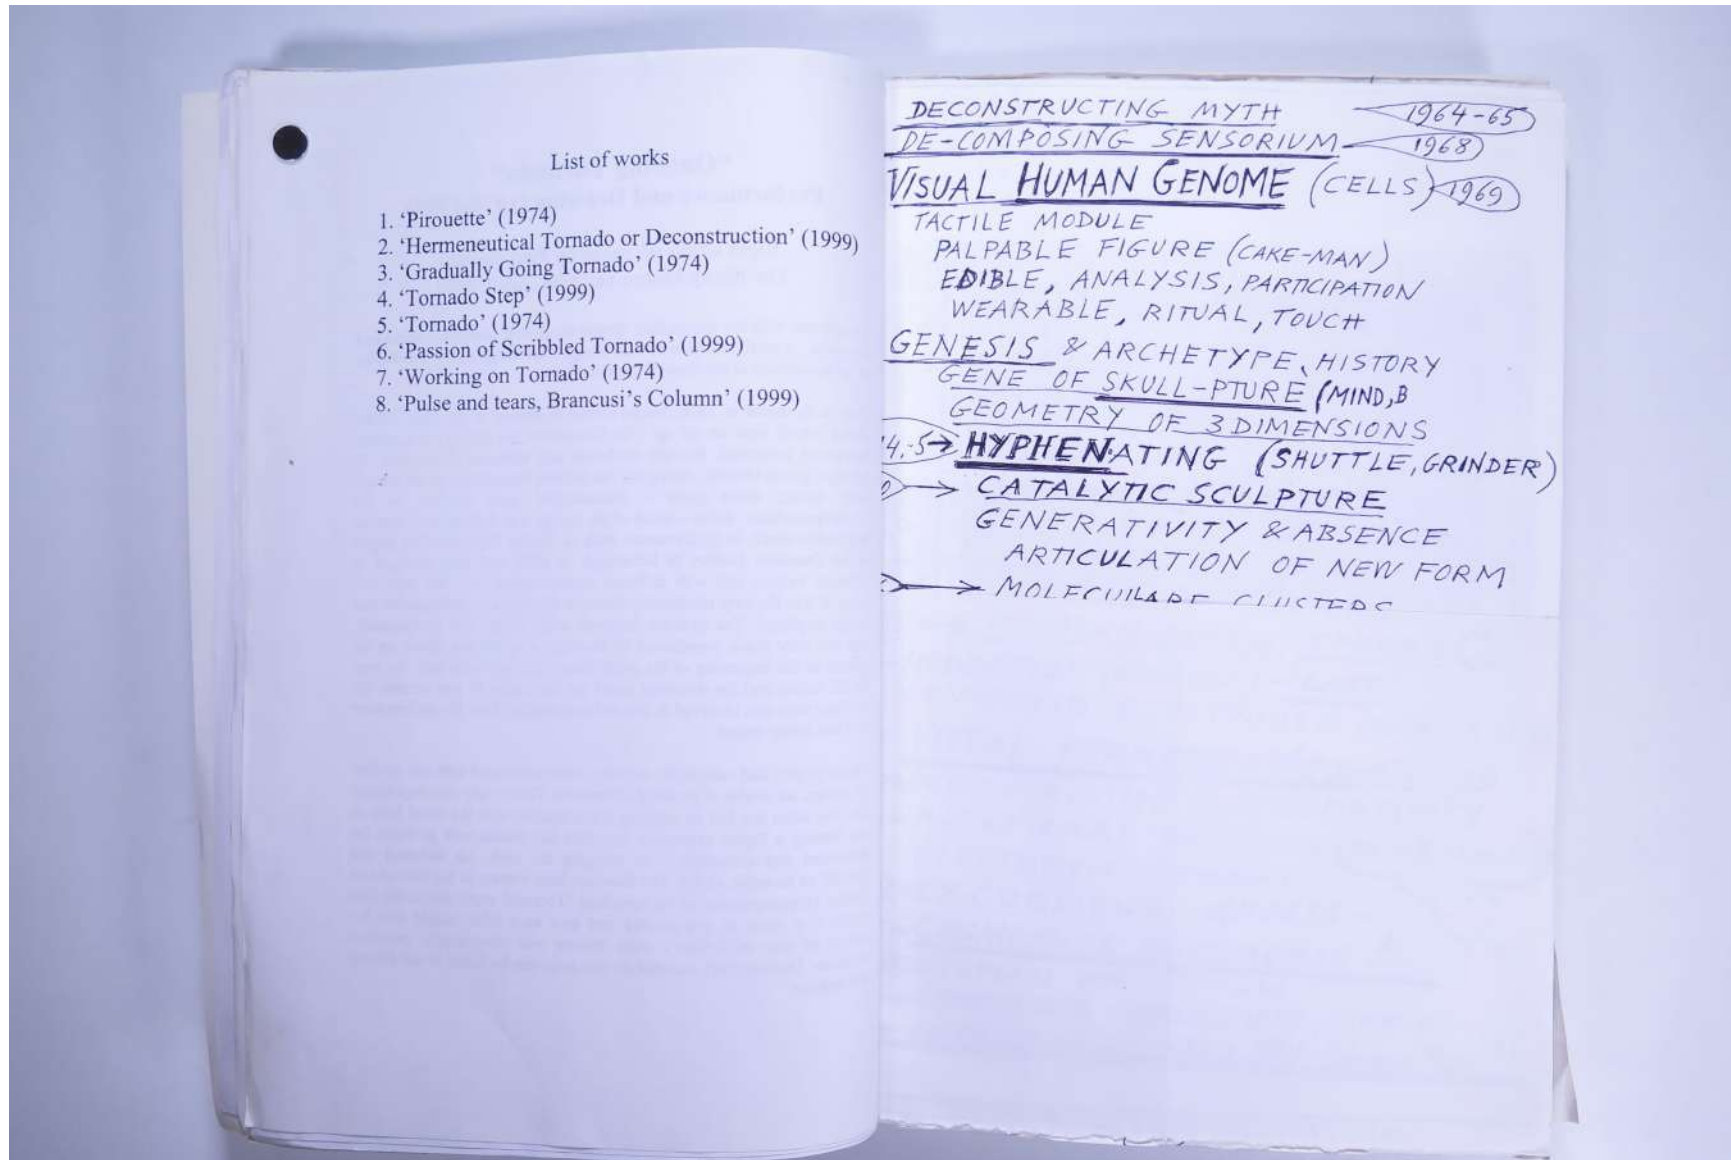 List of works
1. ‘Pirouette’ (1974)
2. ‘Hermeneutical Tornado or Deconstruction’ (1999)
3. ‘Gradually Going Tornado’ (1974)
4. ‘Tornado Step’ (1999)
5. ‘Tornado’ (1974)
6. ‘Passion of Scribbled Tornado’ (1999)
7. ‘Working on Tornado’ (1974)
8. ‘Pulse and tears, Brancusi’s Column’ (1999)
DECONSTRUCTING MYTH 1964-65
DE-COMPOSING SENSORIUM 1968
VISUAL HUMAN GENOME (CELLS) 1969
TACTILE MODULE
PALPABLE FIGURE (CAKE-MAN)
EDIBLE, ANALYSIS, PARTICIPATION
WEARABLE, RITUAL, TOUCH
GENESIS & ARCHETYPE, HISTORY
GENE OF SKULL-PTURE (MIND, B
GEOMETRY OF 3 DIMENSIONS
4,-5→ HYPHENATING (SHUTTLE, GRINDER)
→ CATALYTIC SCULPTURE
GENERATIVITY & ABSENCE
ARTICULATION OF NEW FORM
→ MOLECULARE CLUSTERS